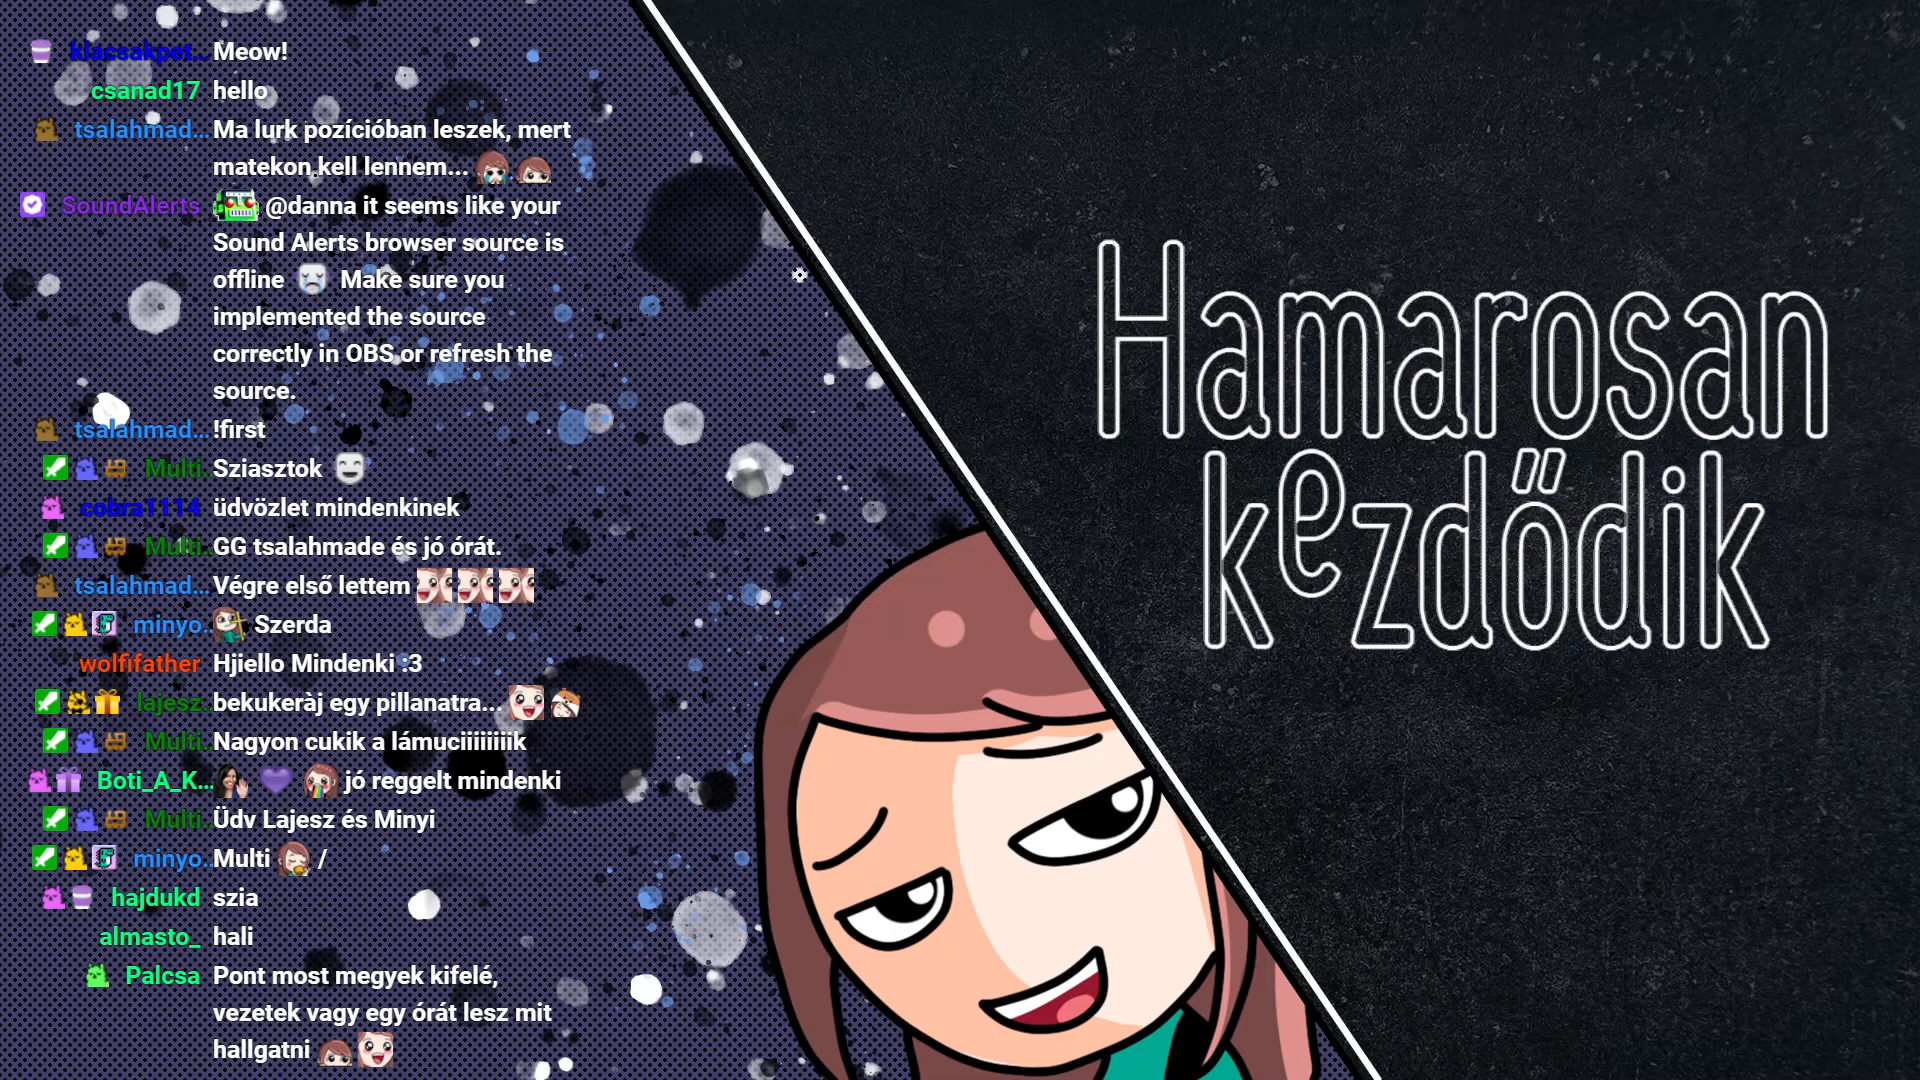 klacsakpet... Meow!
csanad17 hello
tsalahmad... Ma lurk pozícióban leszek, mert
matekon kell lennem...
SoundAlerts @danna it seems like your
Sound Alerts browser source is
offline Make sure you
implemented the source
correctly in OBS or refresh the
source.
tsalahmad... !first
Multi.. Sziasztok
cobra1114 üdvözlet mindenkinek
Multi.. GG tsalahmade és jó órát.
tsalahmad... Végre első lettem
minyo.. Szerda
wolfifather Hjiello Mindenki :3
lajesz.. bekukeràj egy pillanatra...
Multi.. Nagyon cukik a lámuciiiiiiik
Boti_A_K... jó reggelt mindenki
Multi.. Üdv Lajesz és Minyi
minyo.. Multi /
hajdukd szia
almasto_ hali
Palcsa Pont most megyek kifelé,
vezetek vagy egy órát lesz mit
hallgatni
Hamarosan
kezdődik